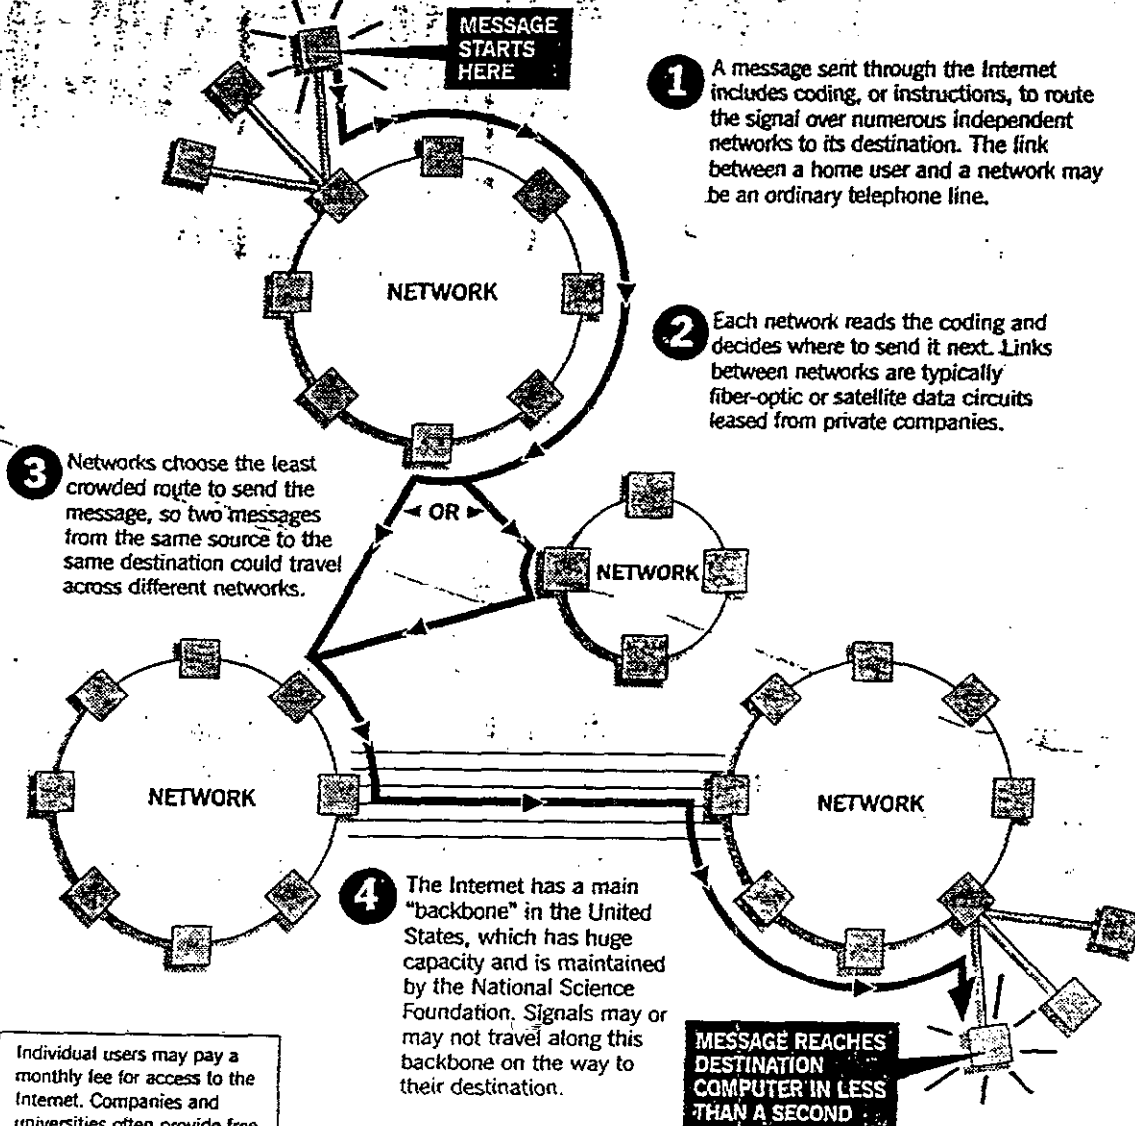 MESSAGE
STARTS
HERE
1
A message sent through the Internet
includes coding, or instructions, to route
the signal over numerous independent
networks to its destination. The link
between a home user and a network may
be an ordinary telephone line.
NETWORK
2
Each network reads the coding and
decides where to send it next. Links
between networks are typically
fiber-optic or satellite data circuits
leased from private companies.
3
Networks choose the least
crowded route to send the
message, so two messages
from the same source to the
same destination could travel
across different networks.
OR
NETWORK
NETWORK
NETWORK
4
The Internet has a main
"backbone" in the United
States, which has huge
capacity and is maintained
by the National Science
Foundation. Signals may or
may not travel along this
backbone on the way to
their destination.
MESSAGE REACHES
DESTINATION
COMPUTER IN LESS
THAN A SECOND
Individual users may pay a
monthly fee for access to the
Internet. Companies and
universities often provide free